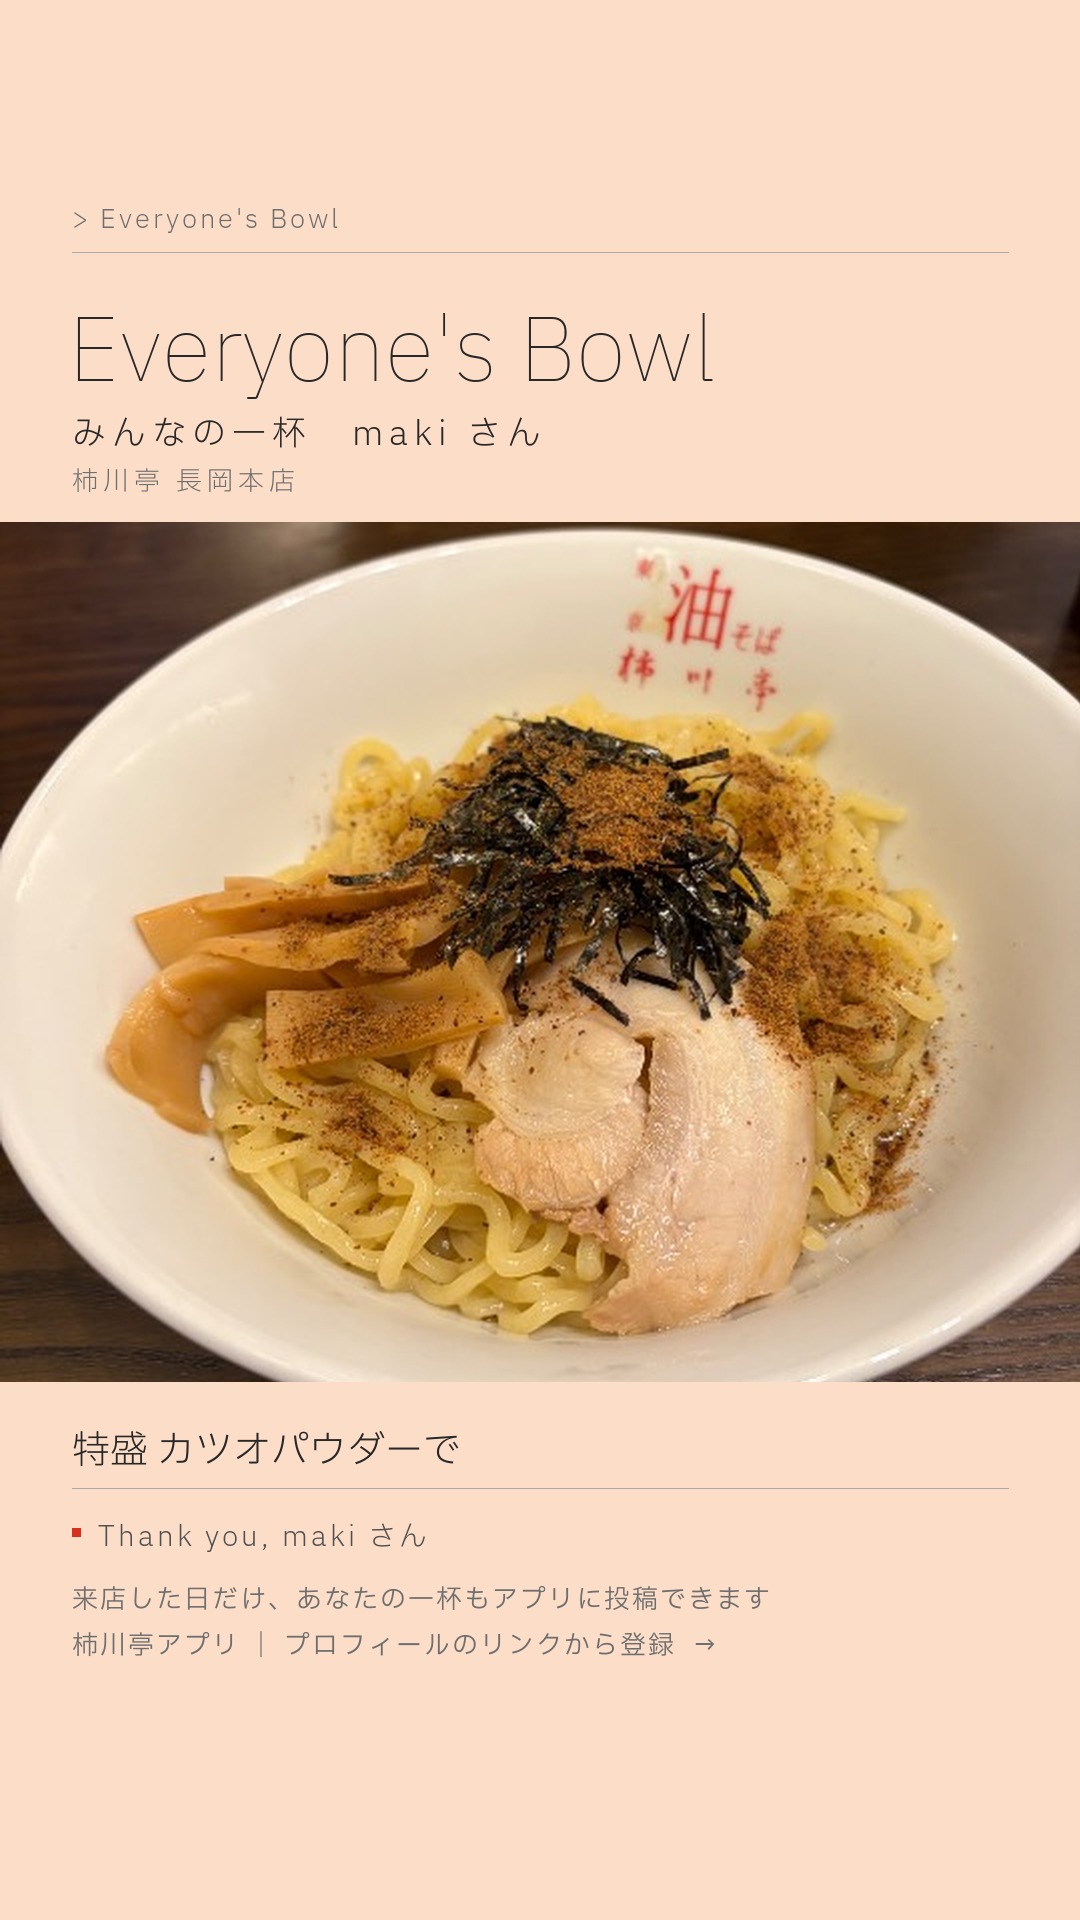 > Everyone's Bowl
Everyone's Bowl
みんなの一杯　maki さん
柿川亭 長岡本店
東京
油そば
柿川亭
特盛 カツオパウダーで
Thank you, maki さん
来店した日だけ、あなたの一杯もアプリに投稿できます
柿川亭アプリ ｜ プロフィールのリンクから登録 →